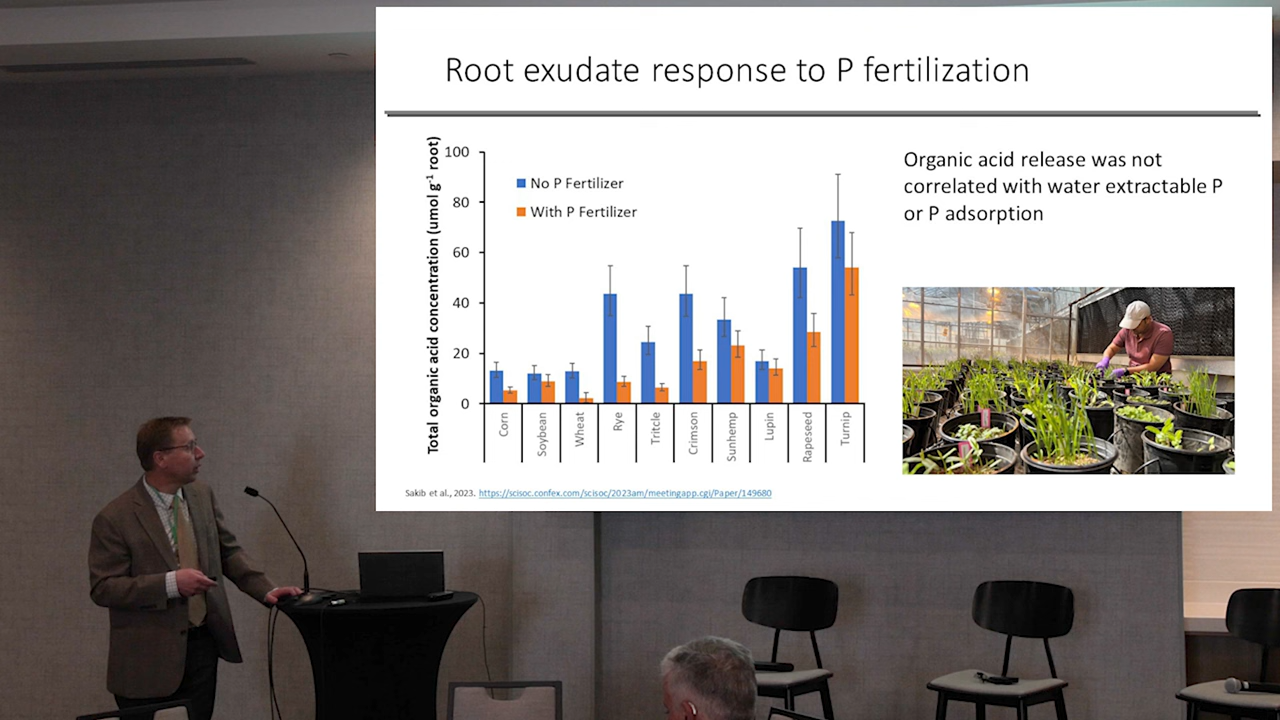 Root exudate response to P fertilization
Total organic acid concentration (umol g-1 root)
100
80
60
40
20
0
No P Fertilizer
With P Fertilizer
Corn
Soybean
Wheat
Rye
Tritcle
Crimson
Sunhemp
Lupin
Rapeseed
Turnip
Organic acid release was not
correlated with water extractable P
or P adsorption
Sakib et al., 2023. https://scisoc.confex.com/scisoc/2023am/meetingapp.cgi/Paper/149680